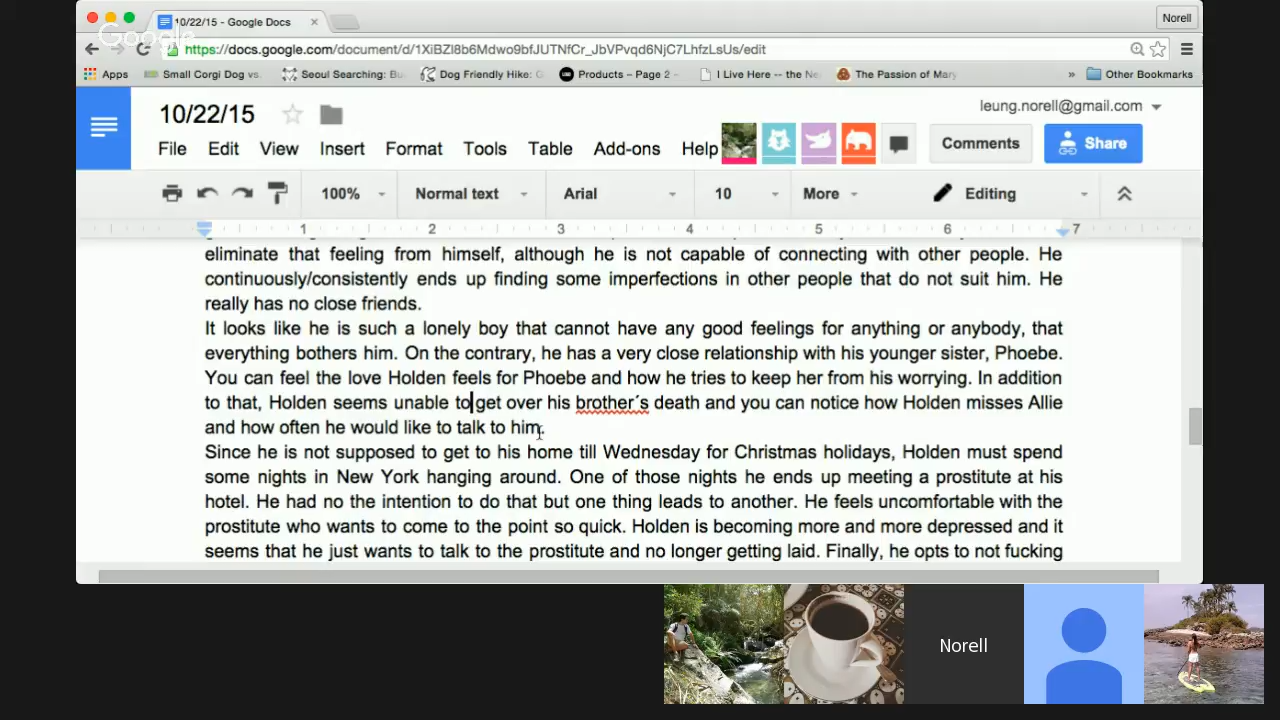 10/22/15 - Google Docs
Norell
Google
https://docs.google.com/document/d/1XiBZl8b6Mdwo9bfJUTNfCr_JbVPvqd6NjC7LhfzLsUs/edit
Apps Small Corgi Dog vs. Seoul Searching: Bu Dog Friendly Hike: Products – Page 2 I Live Here -- the Ne The Passion of Mary » Other Bookmarks
10/22/15
leung.norell@gmail.com
File Edit View Insert Format Tools Table Add-ons Help Comments Share
100% Normal text Arial 10 More Editing
1 2 3 4 5 6 7
eliminate that feeling from himself, although he is not capable of connecting with other people. He
continuously/consistently ends up finding some imperfections in other people that do not suit him. He
really has no close friends.
It looks like he is such a lonely boy that cannot have any good feelings for anything or anybody, that
everything bothers him. On the contrary, he has a very close relationship with his younger sister, Phoebe.
You can feel the love Holden feels for Phoebe and how he tries to keep her from his worrying. In addition
to that, Holden seems unable to get over his brother´s death and you can notice how Holden misses Allie
and how often he would like to talk to him.
Since he is not supposed to get to his home till Wednesday for Christmas holidays, Holden must spend
some nights in New York hanging around. One of those nights he ends up meeting a prostitute at his
hotel. He had no the intention to do that but one thing leads to another. He feels uncomfortable with the
prostitute who wants to come to the point so quick. Holden is becoming more and more depressed and it
seems that he just wants to talk to the prostitute and no longer getting laid. Finally, he opts to not fucking
Norell